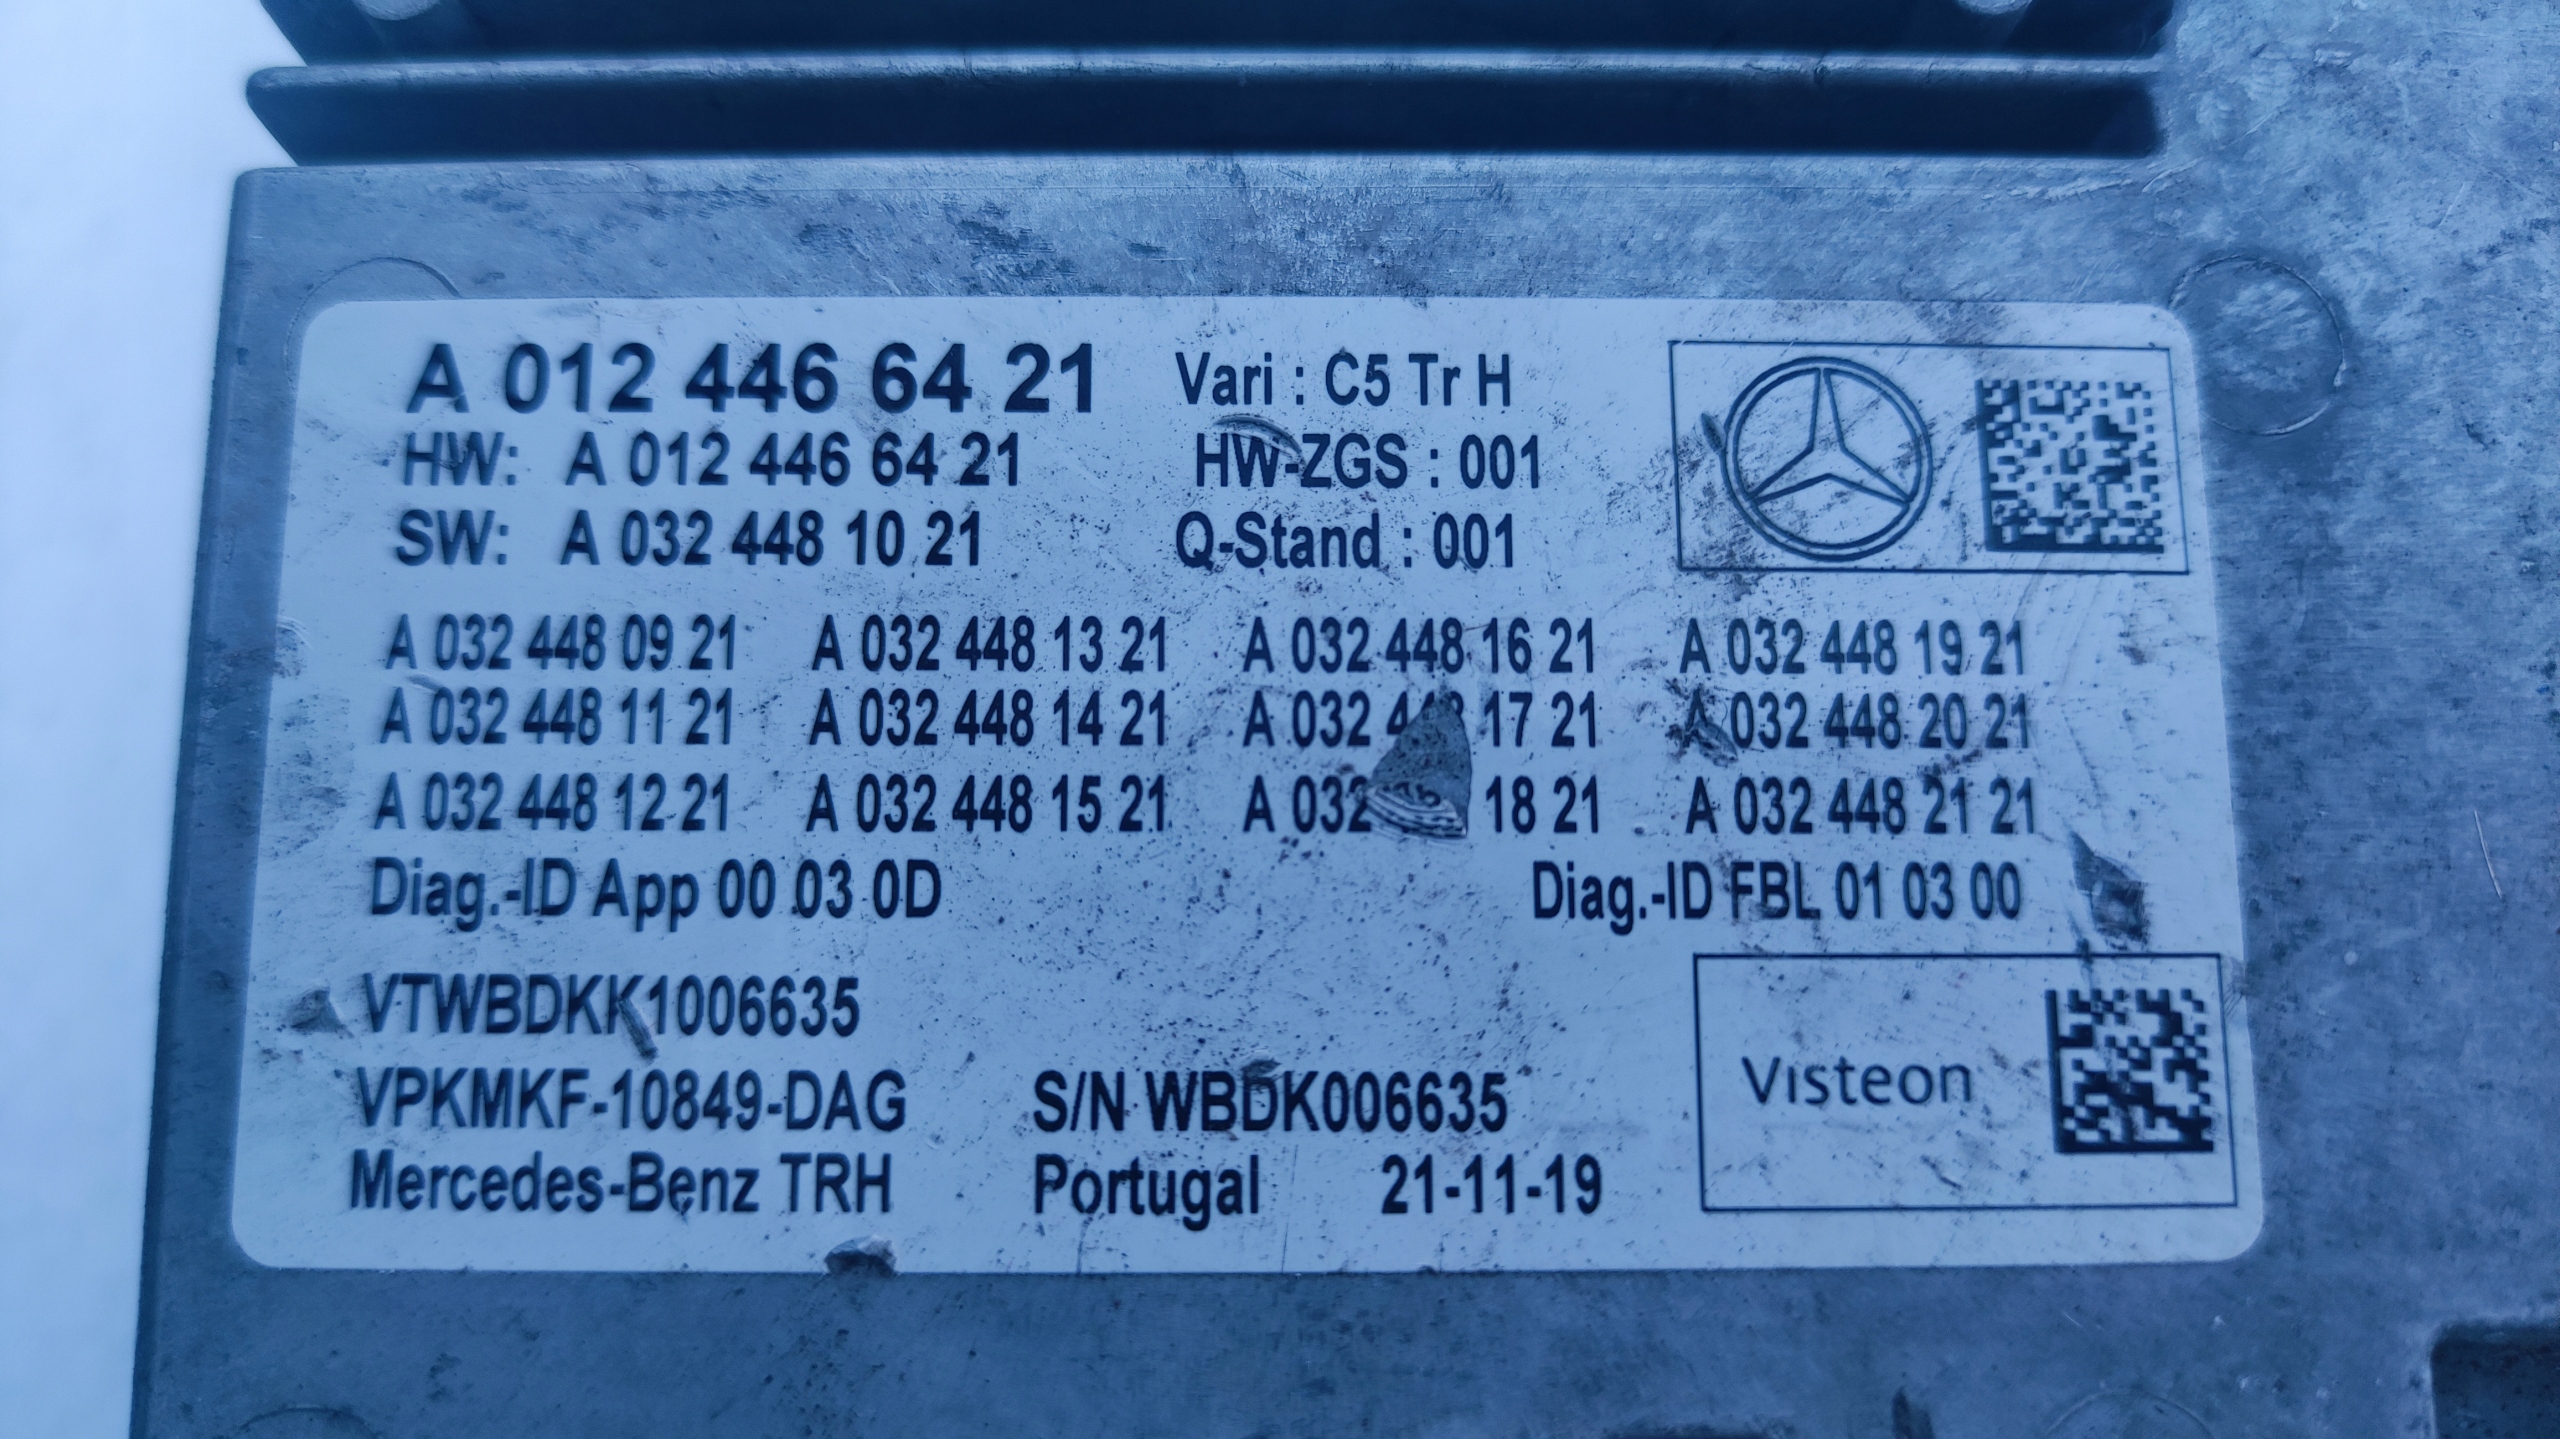 A 012 446 64 21 Vari : C5 Tr H
HW: A 012 446 64 21 HW-ZGS : 001
SW: A 032 448 10 21 Q-Stand : 001
A 032 448 09 21 A 032 448 13 21 A 032 448 16 21 A 032 448 19 21
A 032 448 11 21 A 032 448 14 21 A 032 17 21 A 032 448 20 21
A 032 448 12 21 A 032 448 15 21 A 032 18 21 A 032 448 21 21
Diag.-ID App 00 03 0D Diag.-ID FBL 01 03 00
VTWBDKK1006635
VPKMKF-10849-DAG S/N WBDK006635
Visteon
Mercedes-Benz TRH Portugal 21-11-19